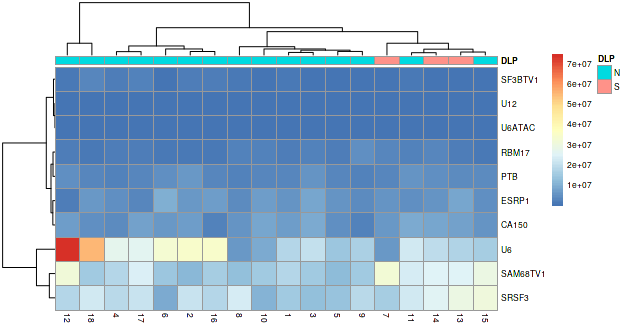 DLP
SF3BTV1
U12
U6ATAC
RBM17
PTB
ESRP1
CA150
U6
SAM68TV1
SRSF3
12 18 4 17 6 2 16 8 10 1 3 5 9 7 11 14 13 15
7e+07
6e+07
5e+07
4e+07
3e+07
2e+07
1e+07
DLP
N
S